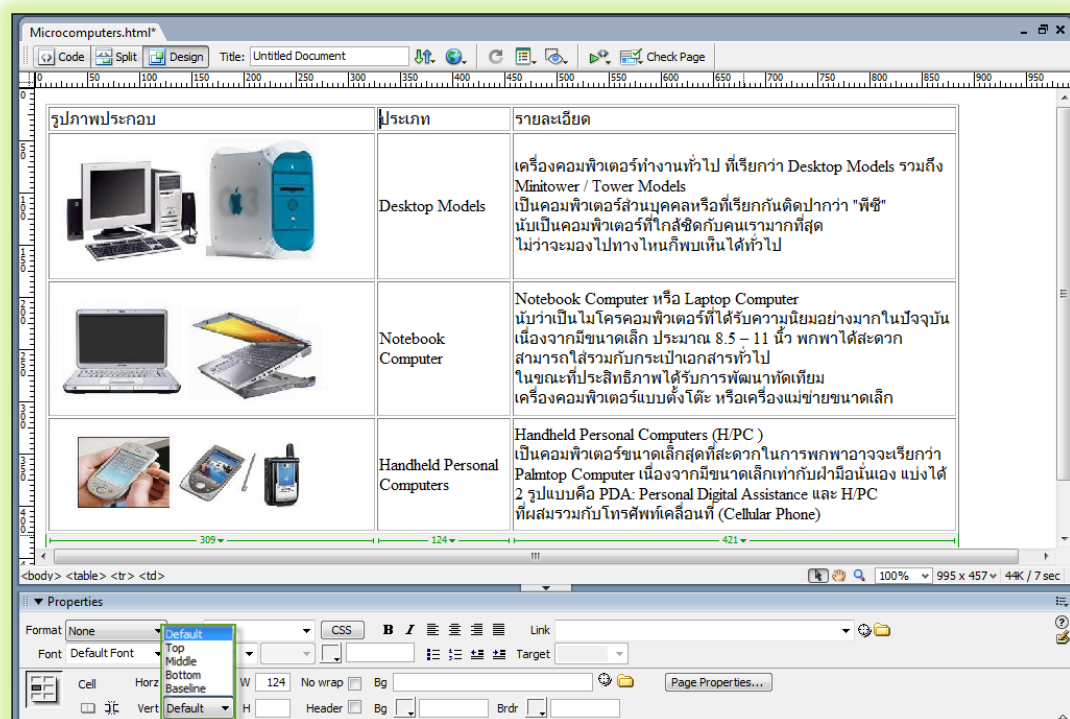 Microcomputers.html*
Code Split Design Title: Untitled Document Check Page
0 50 100 150 200 250 300 350 400 450 500 550 600 650 700 750 800 850 900 950
รูปภาพประกอบ ประเภท รายละเอียด
Desktop Models
เครื่องคอมพิวเตอร์ทำงานทั่วไป ที่เรียกว่า Desktop Models รวมถึง
Minitower / Tower Models
เป็นคอมพิวเตอร์ส่วนบุคคลหรือที่เรียกกันติดปากว่า "พีซี"
นับเป็นคอมพิวเตอร์ที่ใกล้ชิดกับคนเรามากที่สุด
ไม่ว่าจะมองไปทางไหนก็พบเห็นได้ทั่วไป
Notebook
Computer
Notebook Computer หรือ Laptop Computer
นับว่าเป็นไมโครคอมพิวเตอร์ที่ได้รับความนิยมอย่างมากในปัจจุบัน
เนื่องจากมีขนาดเล็ก ประมาณ 8.5 – 11 นิ้ว พกพาได้สะดวก
สามารถใส่รวมกับกระเป๋าเอกสารทั่วไป
ในขณะที่ประสิทธิภาพได้รับการพัฒนาทัดเทียม
เครื่องคอมพิวเตอร์แบบตั้งโต๊ะ หรือเครื่องแม่ข่ายขนาดเล็ก
Handheld Personal
Computers
Handheld Personal Computers (H/PC )
เป็นคอมพิวเตอร์ขนาดเล็กสุดที่สะดวกในการพกพาอาจจะเรียกว่า
Palmtop Computer เนื่องจากมีขนาดเล็กเท่ากับฝ่ามือนั่นเอง แบ่งได้
2 รูปแบบคือ PDA: Personal Digital Assistance และ H/PC
ที่ผสมรวมกับโทรศัพท์เคลื่อนที่ (Cellular Phone)
309 124 421
<body> <table> <tr> <td> 100% 995 x 457 44K / 7 sec
Properties
Format None CSS B I Link
Font Default Font Target
Default
Top
Middle
Bottom
Baseline
Cell Horz W 124 No wrap Bg Page Properties...
Vert Default H Header Bg Brdr